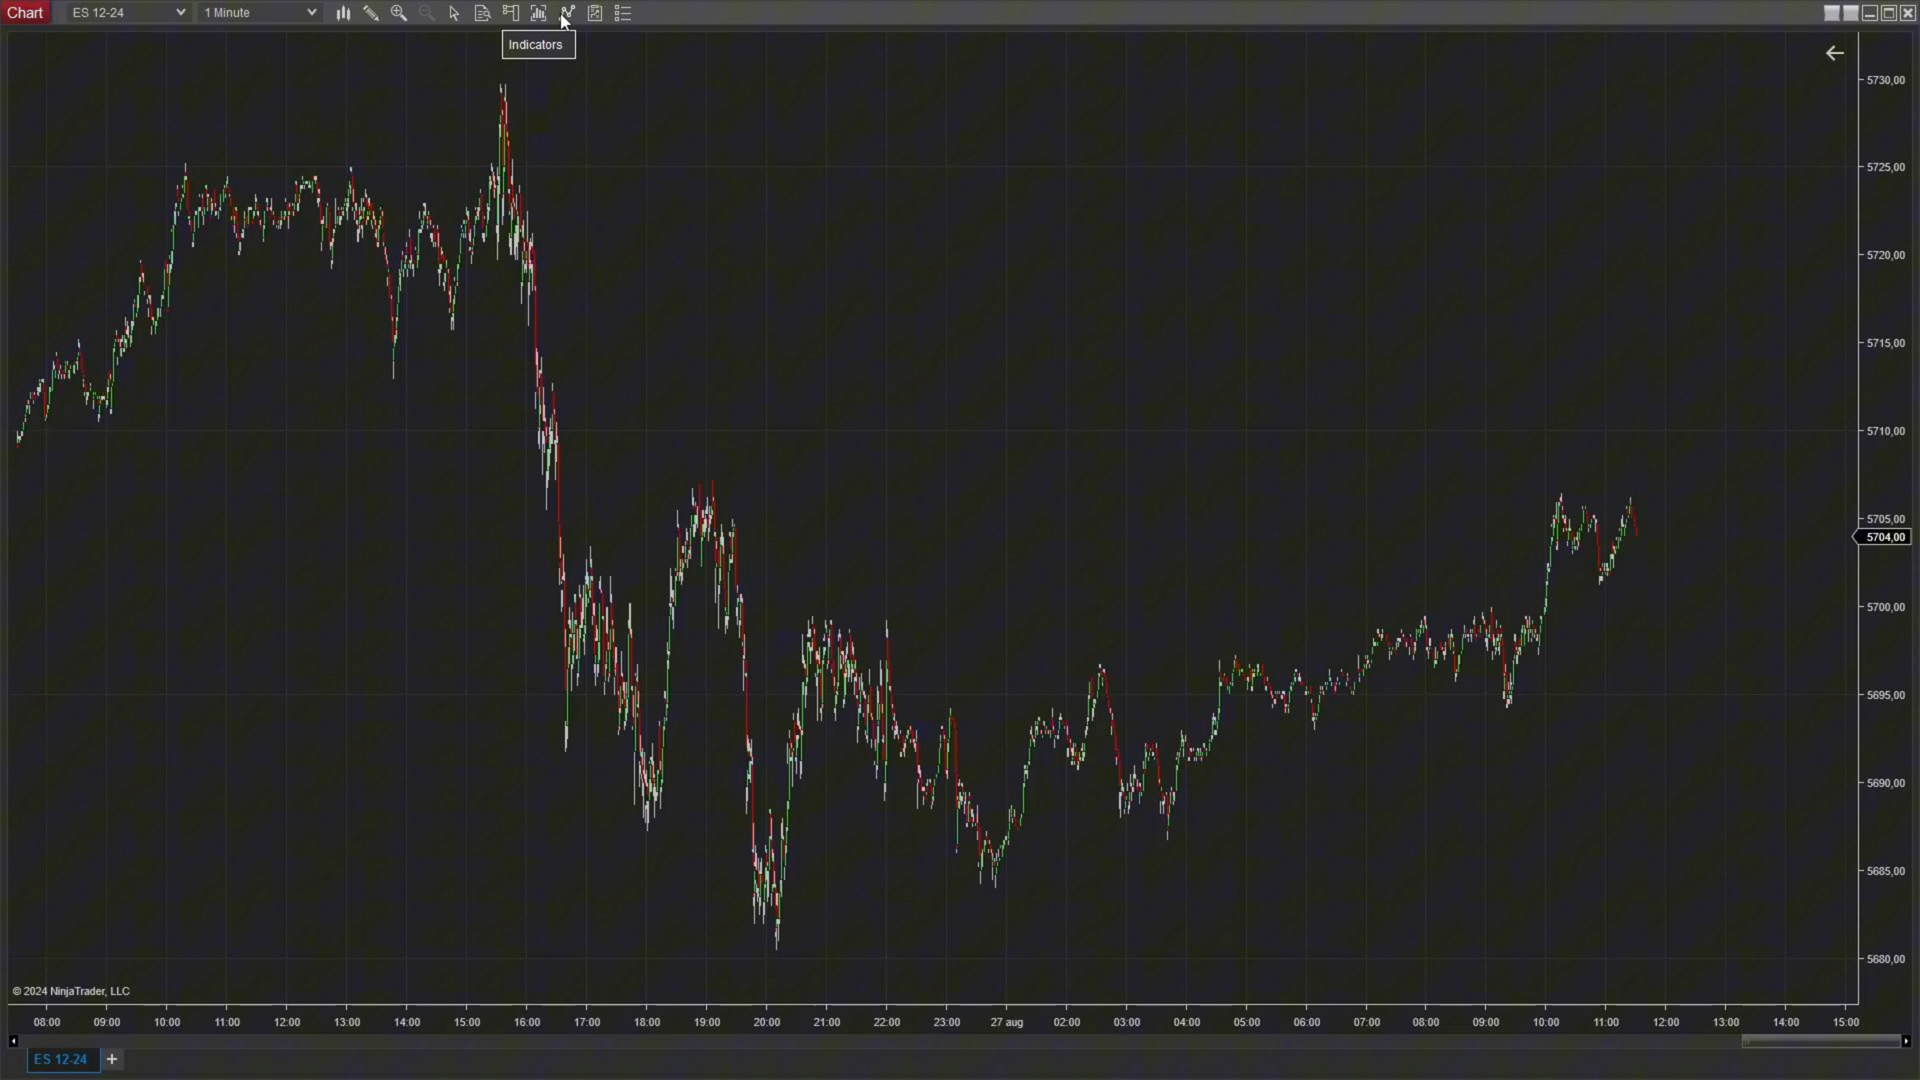 Chart ES 12-24 1 Minute
Indicators
5730,00
5725,00
5720,00
5715,00
5710,00
5705,00
5704,00
5700,00
5695,00
5690,00
5685,00
5680,00
© 2024 NinjaTrader, LLC
08:00 09:00 10:00 11:00 12:00 13:00 14:00 15:00 16:00 17:00 18:00 19:00 20:00 21:00 22:00 23:00 27 aug 02:00 03:00 04:00 05:00 06:00 07:00 08:00 09:00 10:00 11:00 12:00 13:00 14:00 15:00
ES 12-24 +